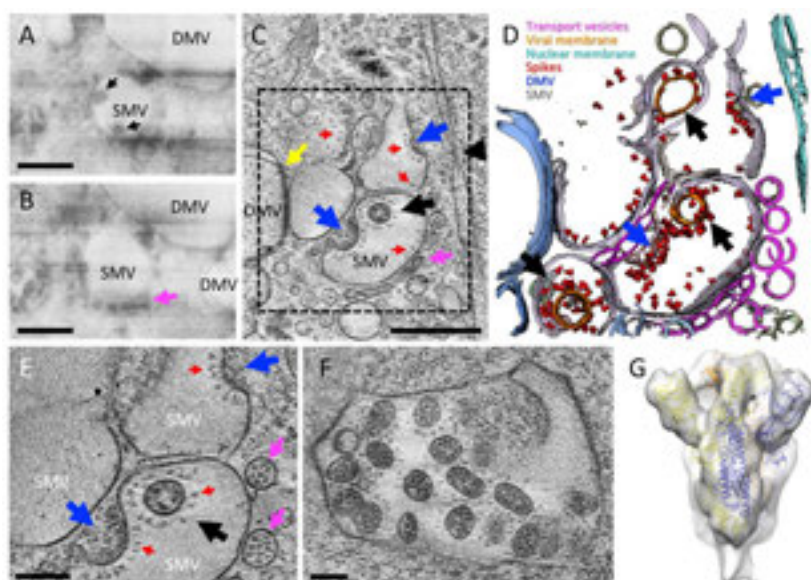 A
DMV
SMV
B
DMV
SMV
DMV
C
DMV
SMV
D
Transport vesicles
Viral membrane
Nuclear membrane
Spikes
DMV
SMV
E
SMV
SMV
SMV
F
G